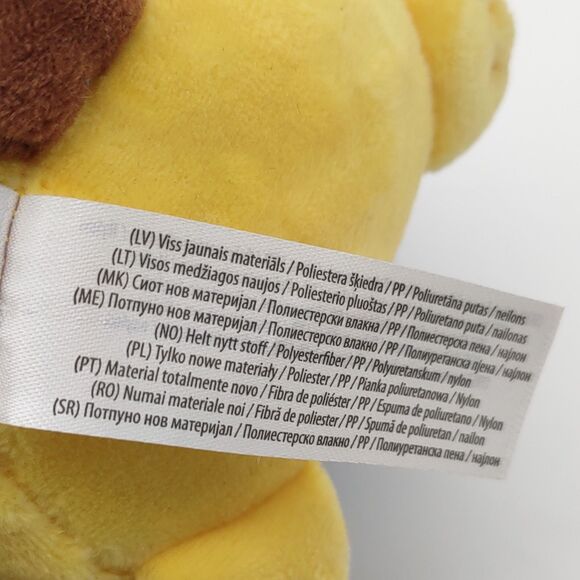 (LV) Viss jaunais materiāls / Poliestera šķiedra / PP / Poliuretāna putas / neilons
(LT) Visos medžiagos naujos / Poliesterio pluoštas / PP / Poliuretano puta / nailonas
(MK) Сиот нов материјал / Полиестерски влакна / PP / Полиуретанска пена / најлон
(ME) Потпуно нов материјал / Полиестерско влакно / PP / Полиуретанска пјена / најлон
(NO) Helt nytt stoff / Polyesterfiber / PP / Polyuretanskum / nylon
(PL) Tylko nowe materiały / Poliester / PP / Pianka poliuretanowa / Nylon
(PT) Material totalmente novo / Fibra de poliéster / PP / Espuma de poliuretano / Nylon
(RO) Numai materiale noi / Fibră de poliester / PP / Spumă de poliuretan / nailon
(SR) Потпуно нов материјал / Полиестерско влакно / PP / Полиуретанска пена / најлон